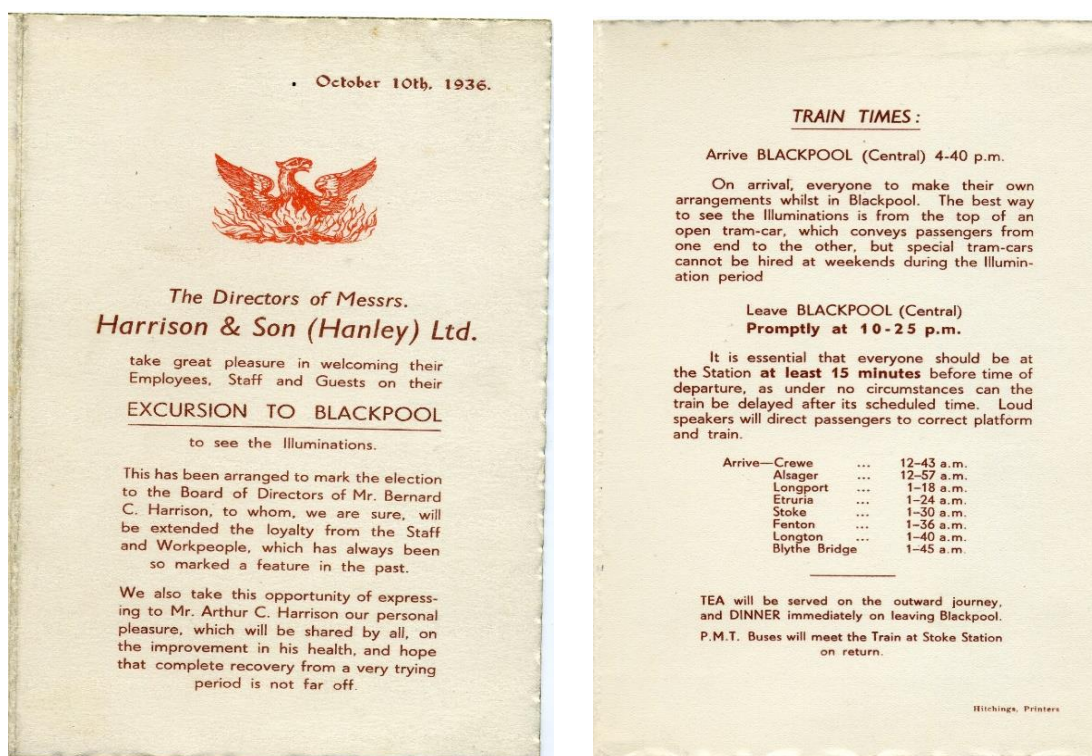 October 10th, 1936.
The Directors of Messrs.
Harrison & Son (Hanley) Ltd.
take great pleasure in welcoming their
Employees, Staff and Guests on their
EXCURSION TO BLACKPOOL
to see the Illuminations.
This has been arranged to mark the election
to the Board of Directors of Mr. Bernard
C. Harrison, to whom, we are sure, will
be extended the loyalty from the Staff
and Workpeople, which has always been
so marked a feature in the past.
We also take this opportunity of express-
ing to Mr. Arthur C. Harrison our personal
pleasure, which will be shared by all, on
the improvement in his health, and hope
that complete recovery from a very trying
period is not far off.
TRAIN TIMES :
Arrive BLACKPOOL (Central) 4-40 p.m.
On arrival, everyone to make their own
arrangements whilst in Blackpool. The best way
to see the Illuminations is from the top of an
open tram-car, which conveys passengers from
one end to the other, but special tram-cars
cannot be hired at weekends during the Illumin-
ation period
Leave BLACKPOOL (Central)
Promptly at 10-25 p.m.
It is essential that everyone should be at
the Station at least 15 minutes before time of
departure, as under no circumstances can the
train be delayed after its scheduled time. Loud
speakers will direct passengers to correct platform
and train.
Arrive—Crewe ... 12-43 a.m.
Alsager ... 12-57 a.m.
Longport ... 1-18 a.m.
Etruria ... 1-24 a.m.
Stoke ... 1-30 a.m.
Fenton ... 1-36 a.m.
Longton ... 1-40 a.m.
Blythe Bridge 1-45 a.m.
TEA will be served on the outward journey,
and DINNER immediately on leaving Blackpool.
P.M.T. Buses will meet the Train at Stoke Station
on return.
Hitchings, Printers